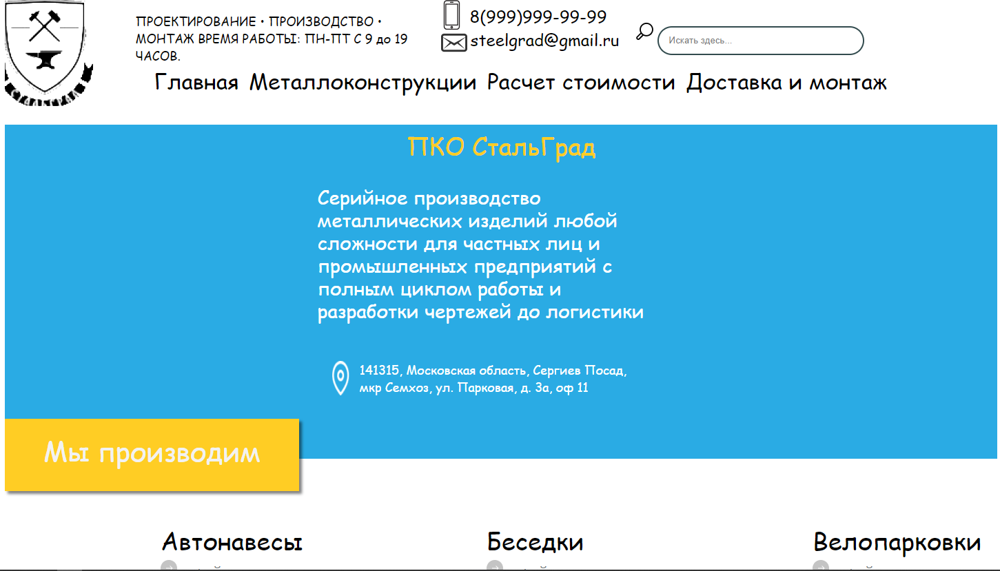 ПРОЕКТИРОВАНИЕ • ПРОИЗВОДСТВО •
МОНТАЖ ВРЕМЯ РАБОТЫ: ПН-ПТ С 9 до 19
ЧАСОВ.
8(999)999-99-99
steelgrad@gmail.ru
Искать здесь...
Главная Металлоконструкции Расчет стоимости Доставка и монтаж
ПКО СтальГрад
Серийное производство
металлических изделий любой
сложности для частных лиц и
промышленных предприятий с
полным циклом работы и
разработки чертежей до логистики
141315, Московская область, Сергиев Посад,
мкр Семхоз, ул. Парковая, д. 3а, оф 11
Мы производим
Автонавесы
Беседки
Велопарковки